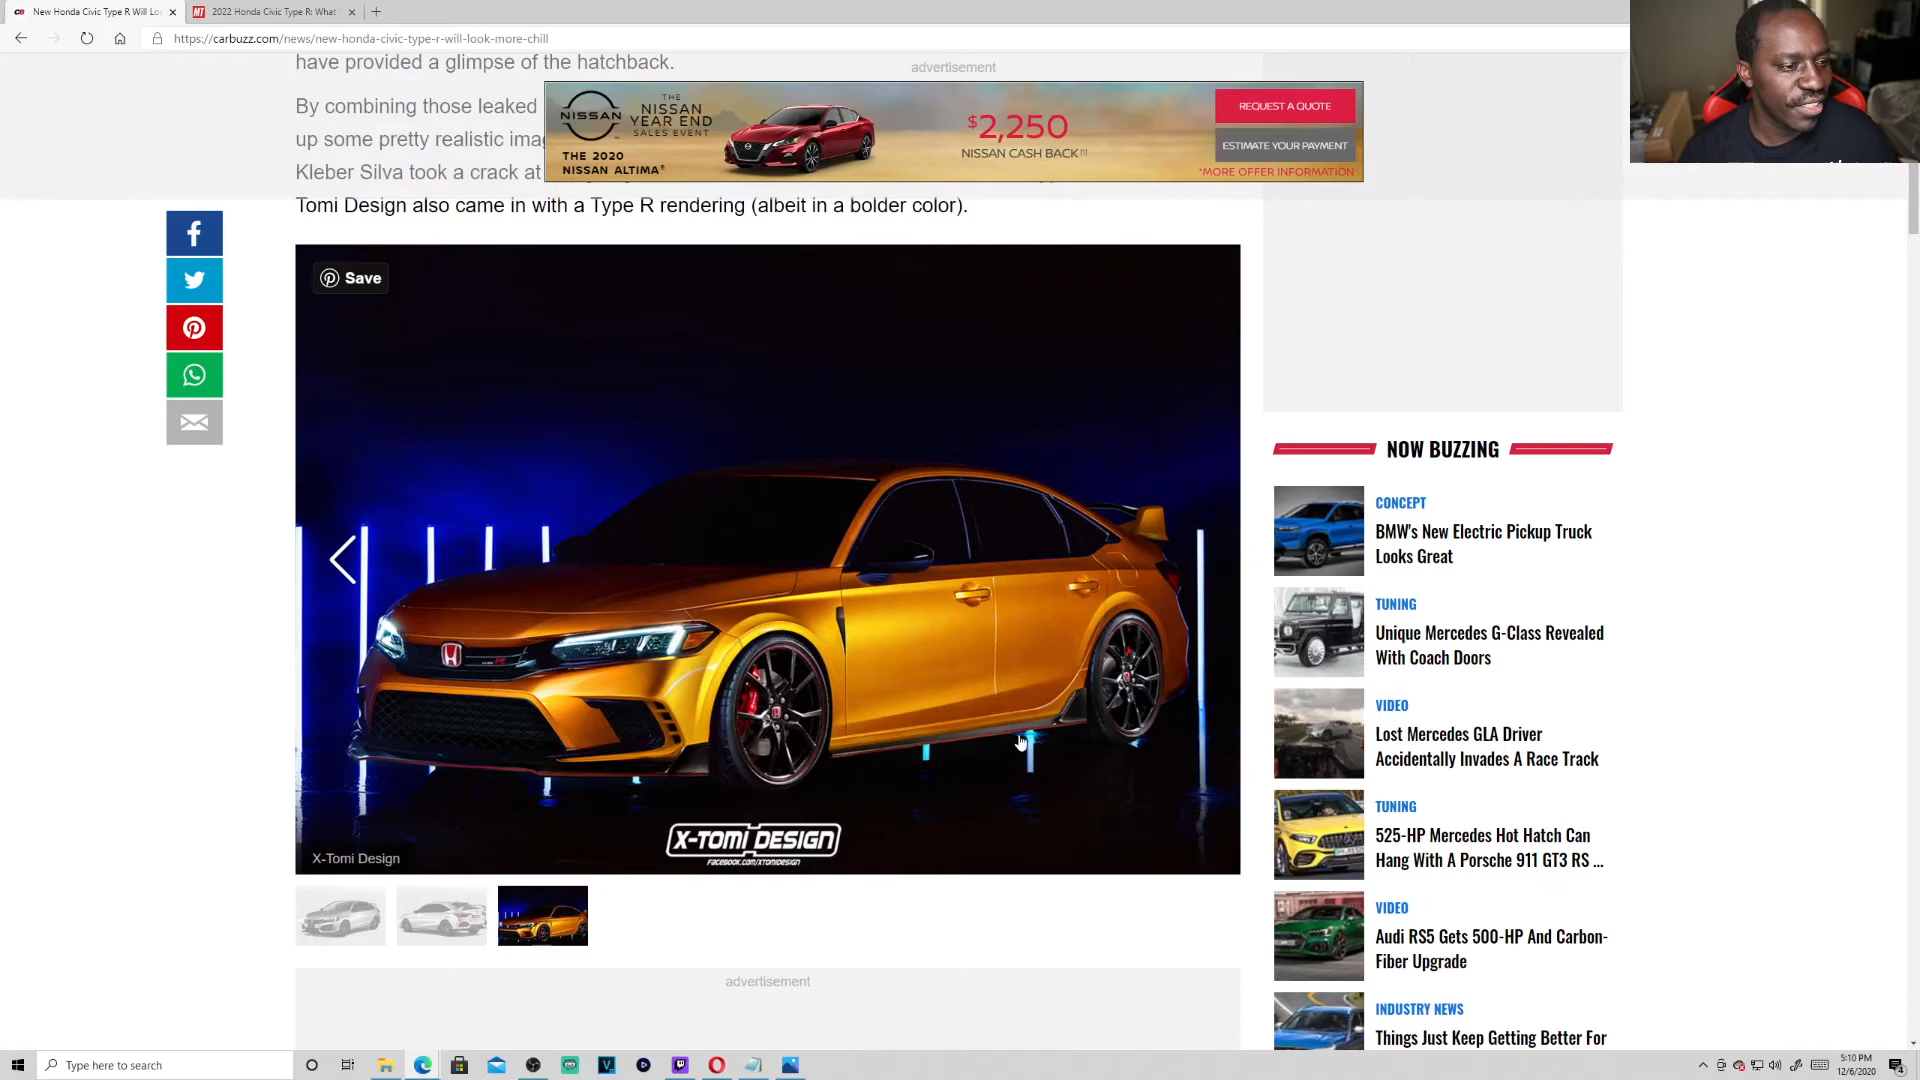 New Honda Civic Type R Will Lo
2022 Honda Civic Type R: What
https://carbuzz.com/news/new-honda-civic-type-r-will-look-more-chill
have provided a glimpse of the hatchback.
advertisement
By combining those leaked
up some pretty realistic ima
Kleber Silva took a crack at
Tomi Design also came in with a Type R rendering (albeit in a bolder color).
NISSAN
THE
NISSAN
YEAR END
SALES EVENT
THE 2020
NISSAN ALTIMA®
$2,250
NISSAN CASH BACK[1]
REQUEST A QUOTE
ESTIMATE YOUR PAYMENT
*MORE OFFER INFORMATION
Save
X-TOMI DESIGN
FACEBOOK.COM/XTOMIDESIGN
X-Tomi Design
advertisement
NOW BUZZING
CONCEPT
BMW's New Electric Pickup Truck
Looks Great
TUNING
Unique Mercedes G-Class Revealed
With Coach Doors
VIDEO
Lost Mercedes GLA Driver
Accidentally Invades A Race Track
TUNING
525-HP Mercedes Hot Hatch Can
Hang With A Porsche 911 GT3 RS ...
VIDEO
Audi RS5 Gets 500-HP And Carbon-
Fiber Upgrade
INDUSTRY NEWS
Things Just Keep Getting Better For
Type here to search
5:10 PM
12/6/2020